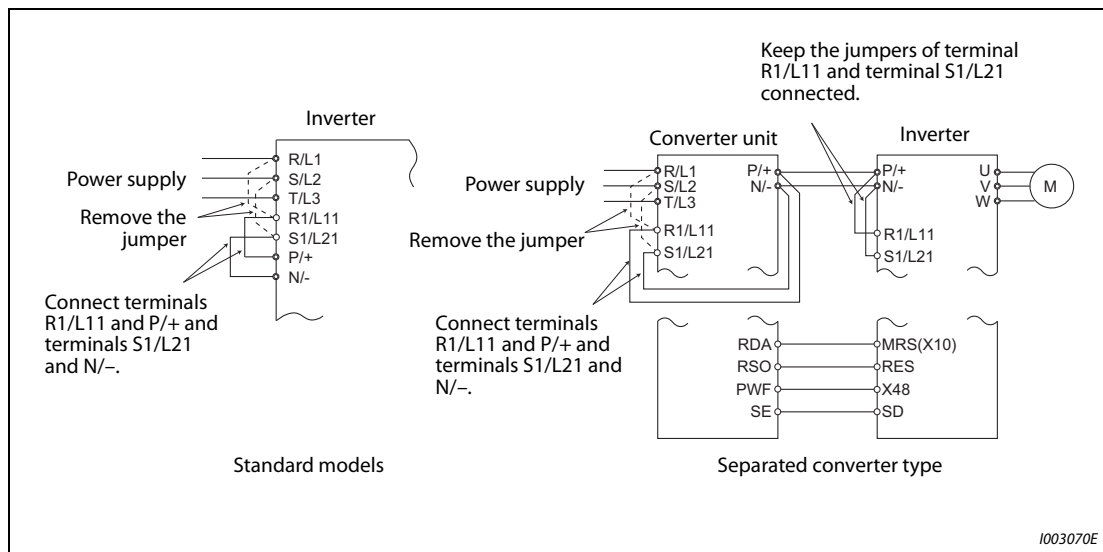 Inverter
R/L1
S/L2
T/L3
R1/L11
S1/L21
P/+
N/-
Power supply
Remove the
jumper
Connect terminals
R1/L11 and P/+ and
terminals S1/L21
and N/–.
Standard models
Keep the jumpers of terminal
R1/L11 and terminal S1/L21
connected.
Converter unit
R/L1
S/L2
T/L3
R1/L11
S1/L21
P/+
N/-
Power supply
Remove the jumper
Connect terminals
R1/L11 and P/+ and
terminals S1/L21 and
N/–.
Inverter
P/+
N/-
R1/L11
S1/L21
U
V
W
M
RDA
RSO
PWF
SE
MRS(X10)
RES
X48
SD
Separated converter type
I003070E